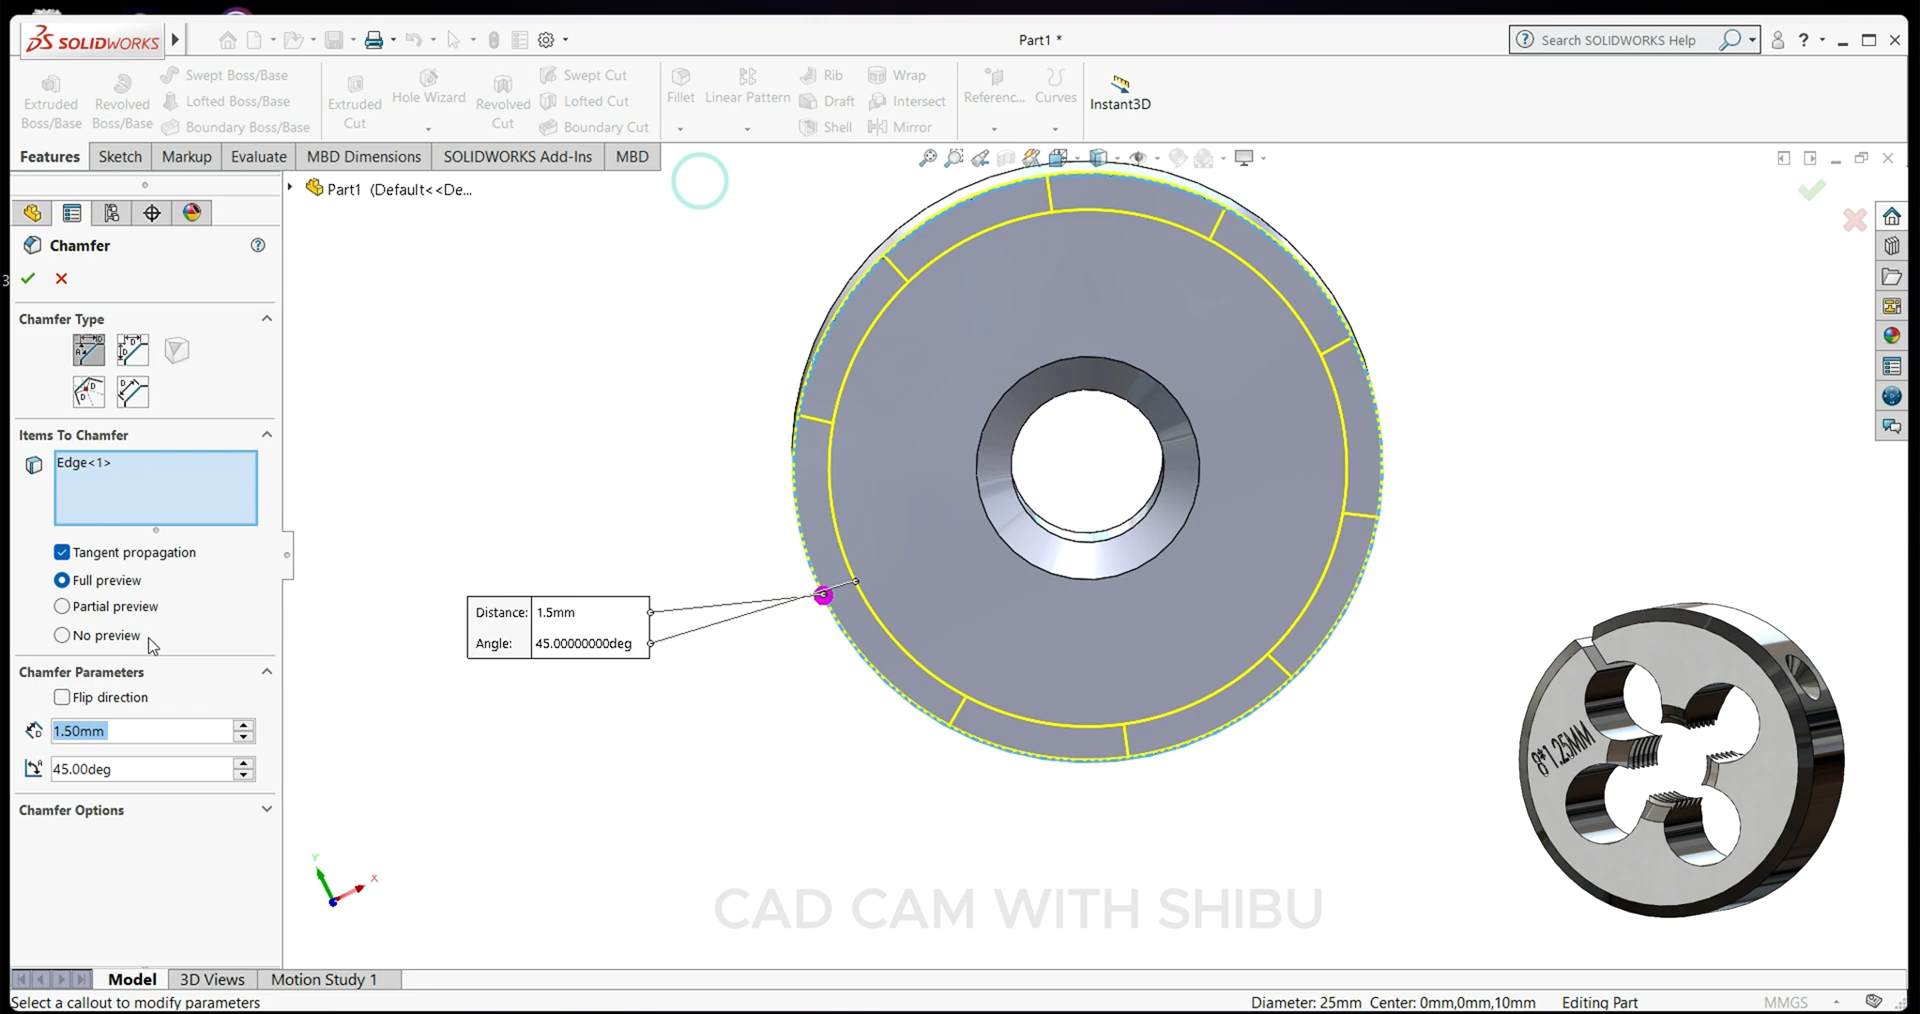 SOLIDWORKS
Part1 *
Search SOLIDWORKS Help
Extruded Boss/Base
Revolved Boss/Base
Swept Boss/Base
Lofted Boss/Base
Boundary Boss/Base
Extruded Cut
Hole Wizard
Revolved Cut
Swept Cut
Lofted Cut
Boundary Cut
Fillet
Linear Pattern
Rib
Draft
Shell
Wrap
Intersect
Mirror
Referenc...
Curves
Instant3D
Features
Sketch
Markup
Evaluate
MBD Dimensions
SOLIDWORKS Add-Ins
MBD
Part1 (Default<<De...
Chamfer
3
Chamfer Type
Items To Chamfer
Edge<1>
Tangent propagation
Full preview
Partial preview
No preview
Chamfer Parameters
Flip direction
1.50mm
45.00deg
Chamfer Options
Distance: 1.5mm
Angle: 45.00000000deg
8*1.25MM
Y
X
CAD CAM WITH SHIBU
Model
3D Views
Motion Study 1
Select a callout to modify parameters
Diameter: 25mm Center: 0mm,0mm,10mm
Editing Part
MMGS